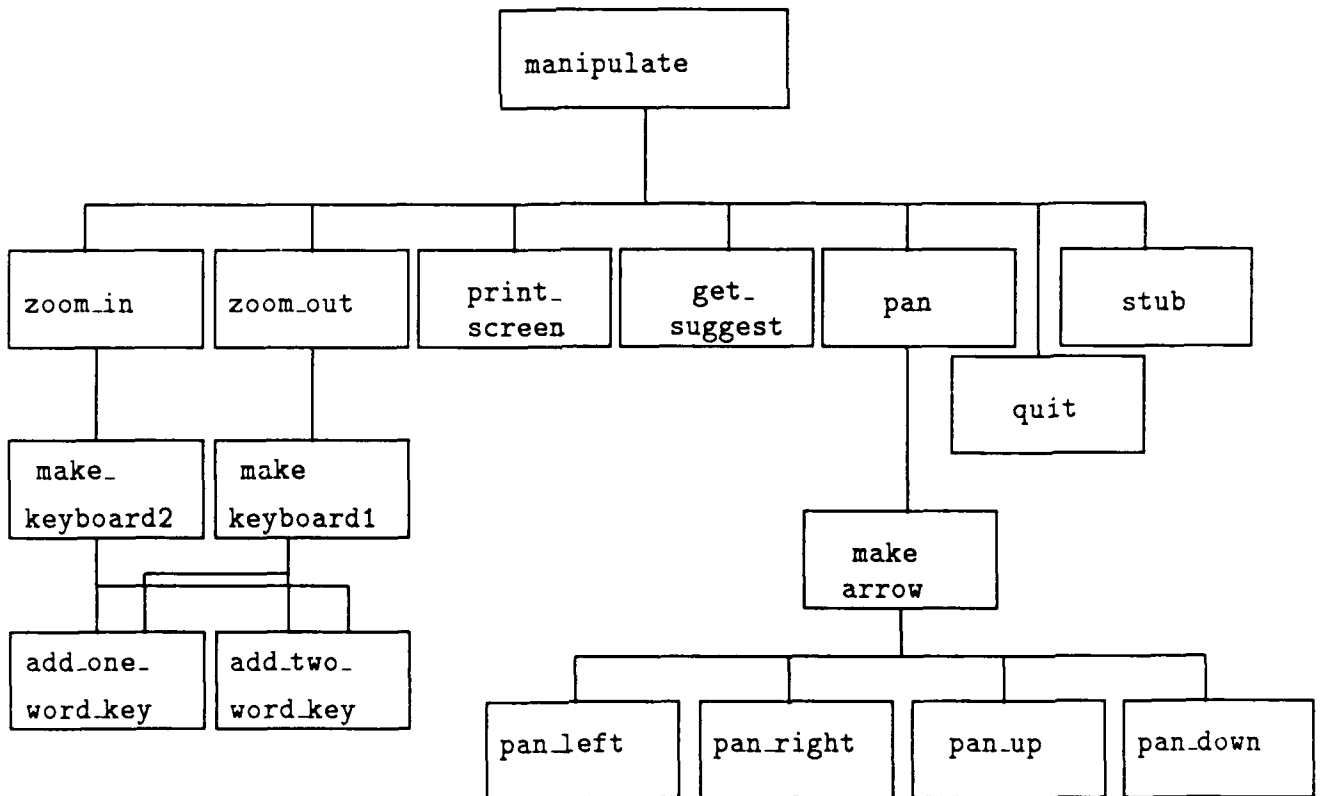 manipulate
zoom_in
zoom_out
print_
screen
get_
suggest
pan
stub
quit
make_
keyboard2
make
keyboard1
make
arrow
add_one_
word_key
add_two_
word_key
pan_left
pan_right
pan_up
pan_down